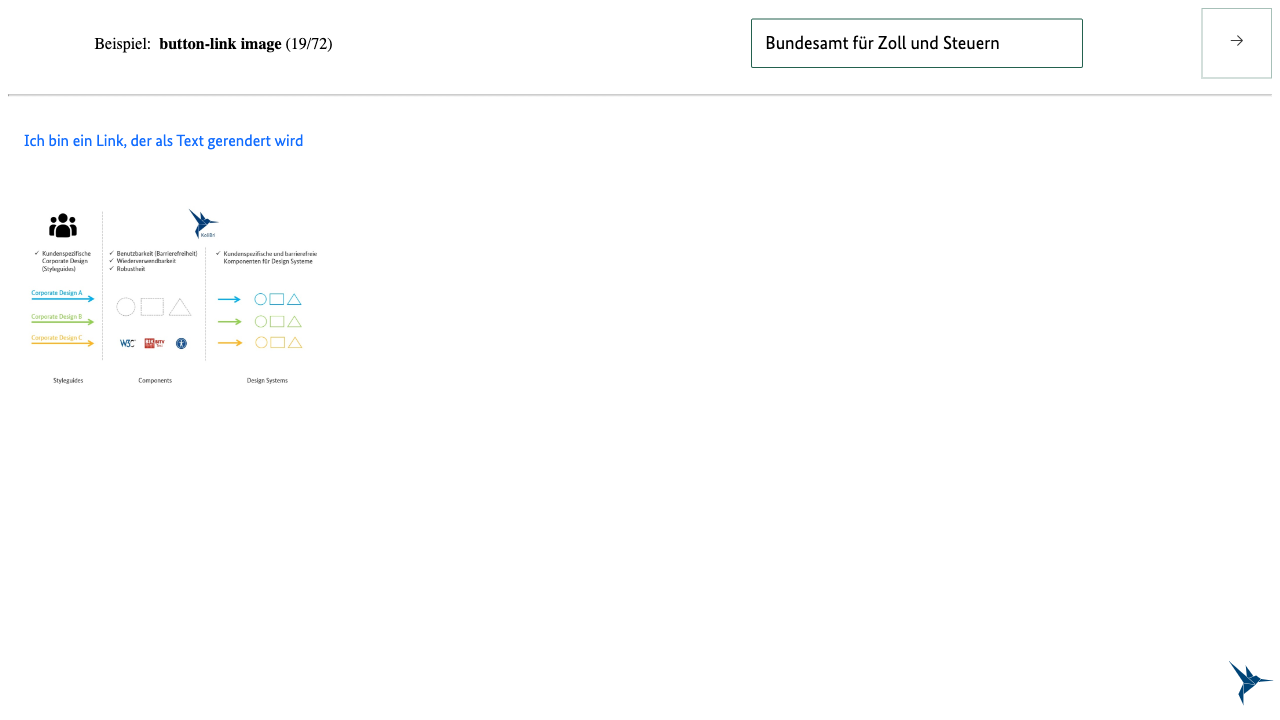 Beispiel: button-link image (19/72)
Bundesamt für Zoll und Steuern
→
Ich bin ein Link, der als Text gerendert wird
KoliBri
✓ Kundenspezifische
Corporate Design
(Styleguides)
✓ Benutzbarkeit (Barrierefreiheit)
✓ Wiederverwendbarkeit
✓ Robustheit
✓ Kundenspezifische und barrierefreie
Komponenten für Design Systeme
Corporate Design A
Corporate Design B
Corporate Design C
W3C
BITV
Styleguides
Components
Design Systems